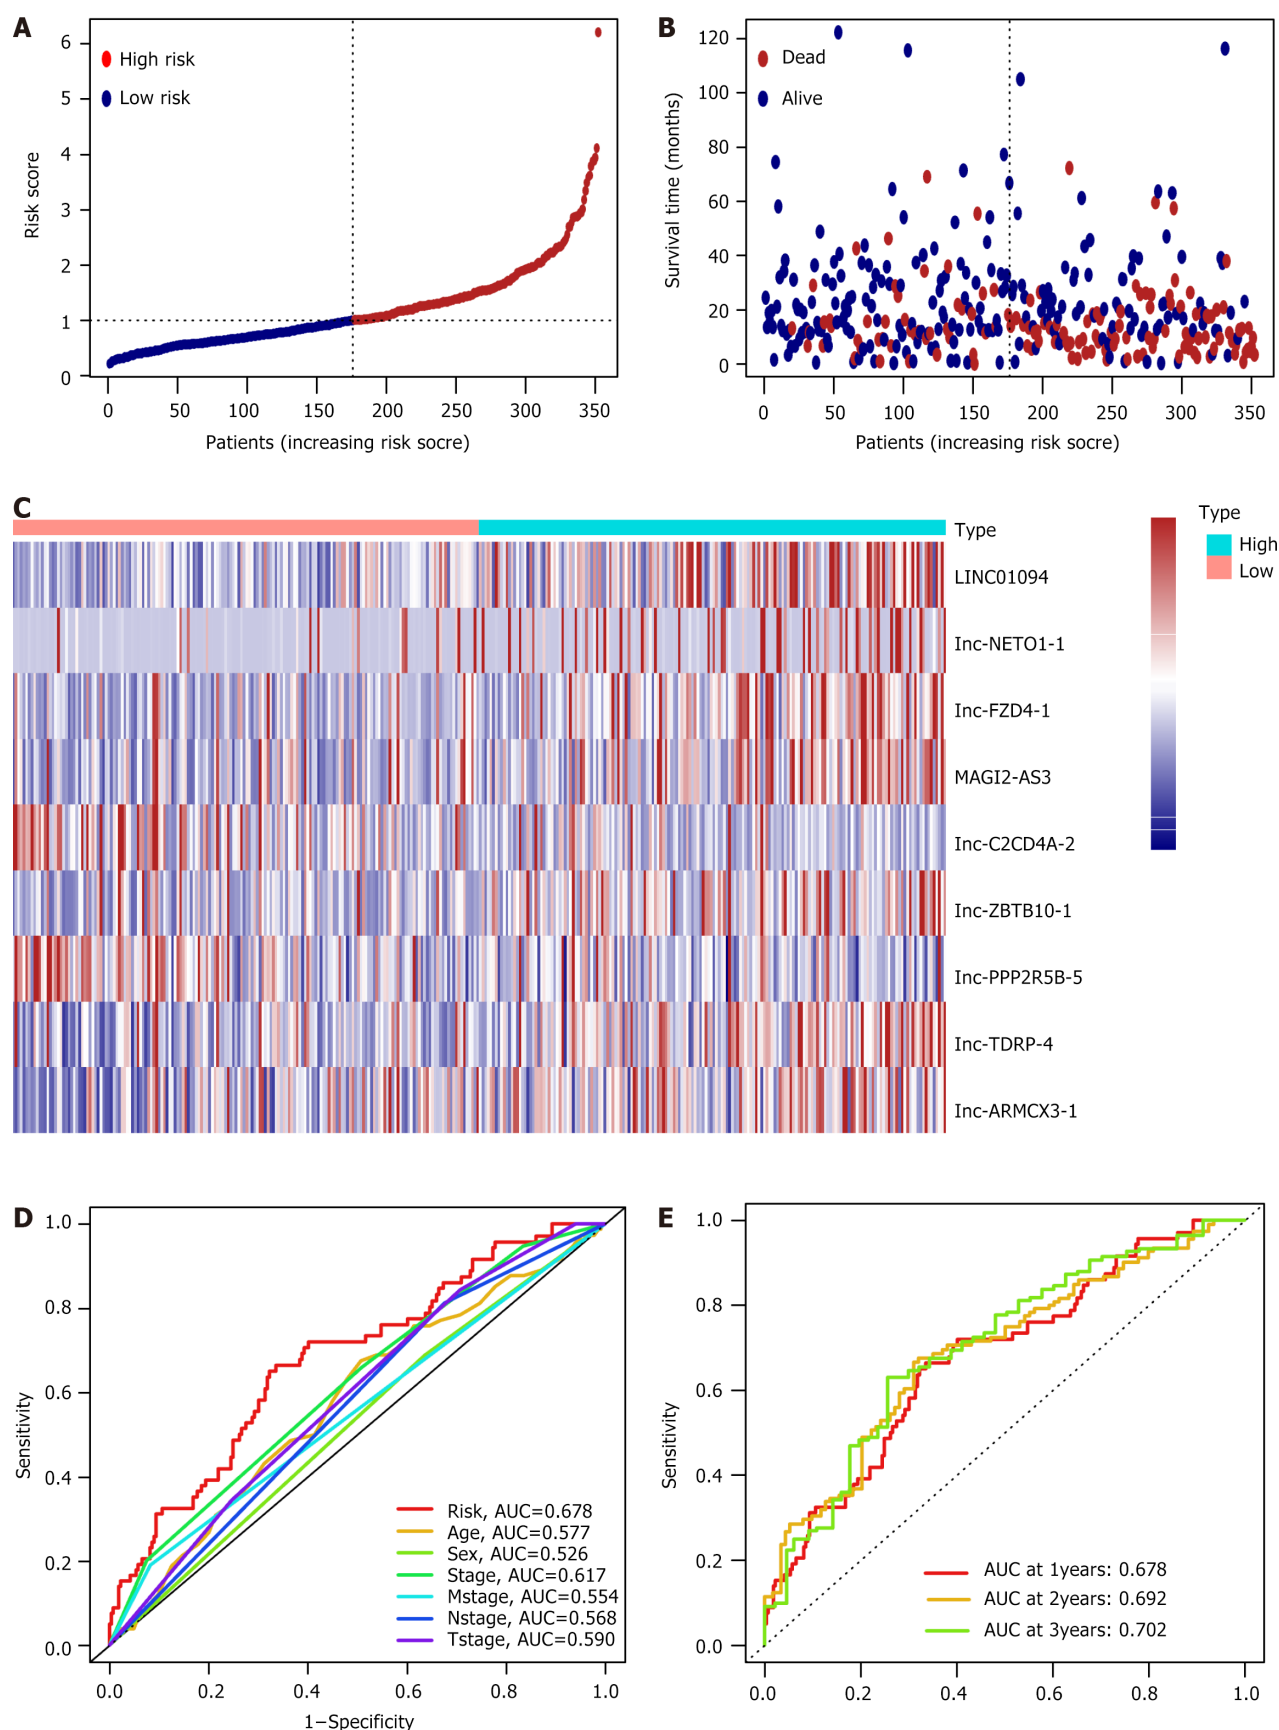 A
6
5
4
3
2
1
0
Risk score
High risk
Low risk
0 50 100 150 200 250 300 350
Patients (increasing risk socre)
B
120
100
80
60
40
20
0
Survival time (months)
Dead
Alive
0 50 100 150 200 250 300 350
Patients (increasing risk socre)
C
Type
LINC01094
Inc-NETO1-1
Inc-FZD4-1
MAGI2-AS3
Inc-C2CD4A-2
Inc-ZBTB10-1
Inc-PPP2R5B-5
Inc-TDRP-4
Inc-ARMCX3-1
Type
High
Low
D
1.0
0.8
0.6
0.4
0.2
0.0
Sensitivity
Risk, AUC=0.678
Age, AUC=0.577
Sex, AUC=0.526
Stage, AUC=0.617
Mstage, AUC=0.554
Nstage, AUC=0.568
Tstage, AUC=0.590
0.0 0.2 0.4 0.6 0.8 1.0
1−Specificity
E
1.0
0.8
0.6
0.4
0.2
0.0
Sensitivity
AUC at 1years: 0.678
AUC at 2years: 0.692
AUC at 3years: 0.702
0.0 0.2 0.4 0.6 0.8 1.0